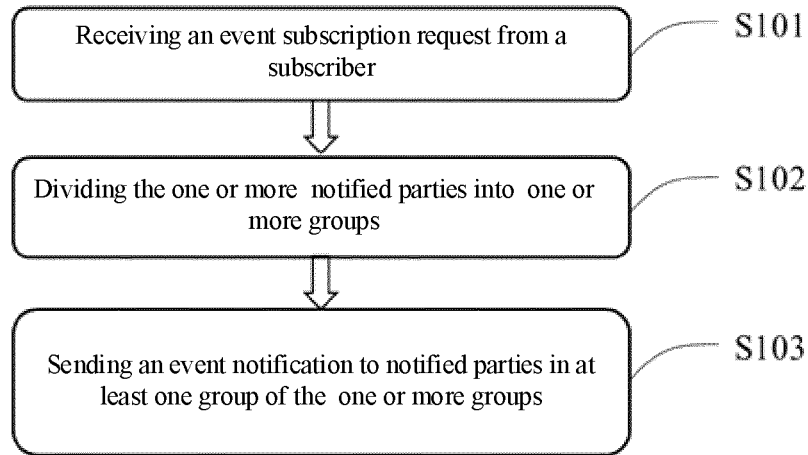 Receiving an event subscription request from a
subscriber
S101
Dividing the one or more notified parties into one or
more groups
S102
Sending an event notification to notified parties in at
least one group of the one or more groups
S103